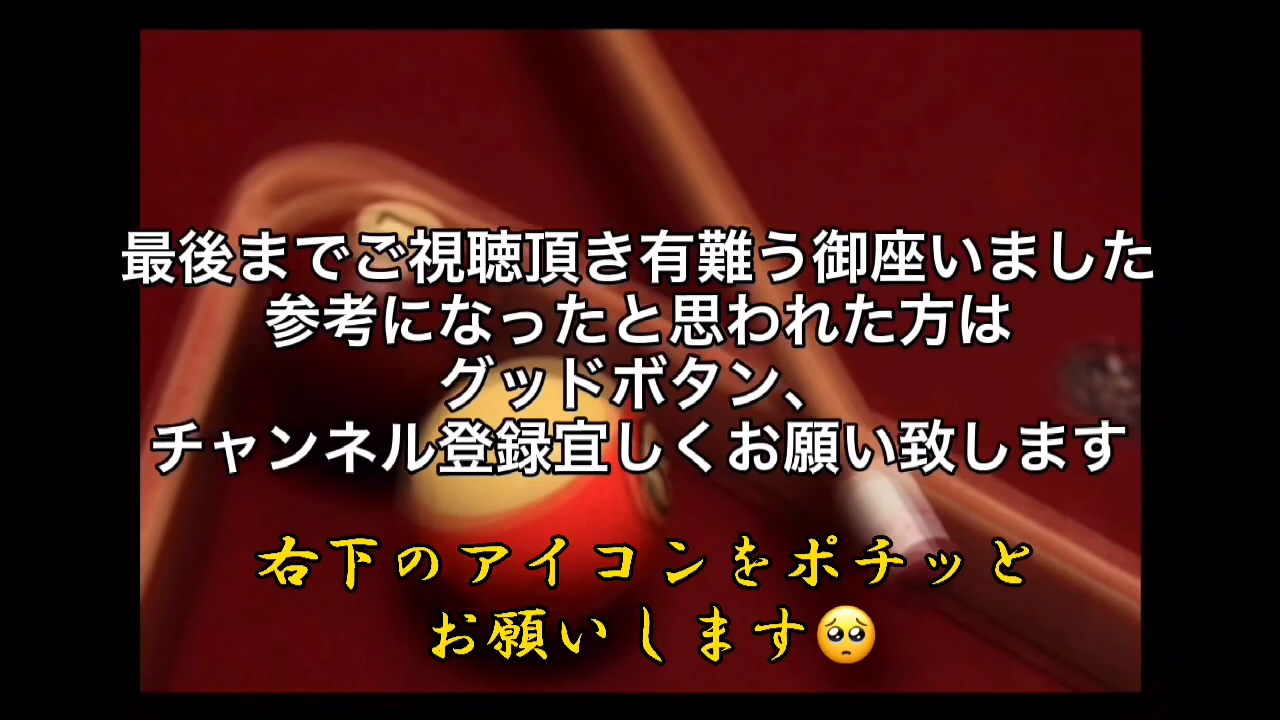 最後までご視聴頂き有難う御座いました
参考になったと思われた方は
グッドボタン、
チャンネル登録宜しくお願い致します
右下のアイコンをポチッと
お願いします🥺